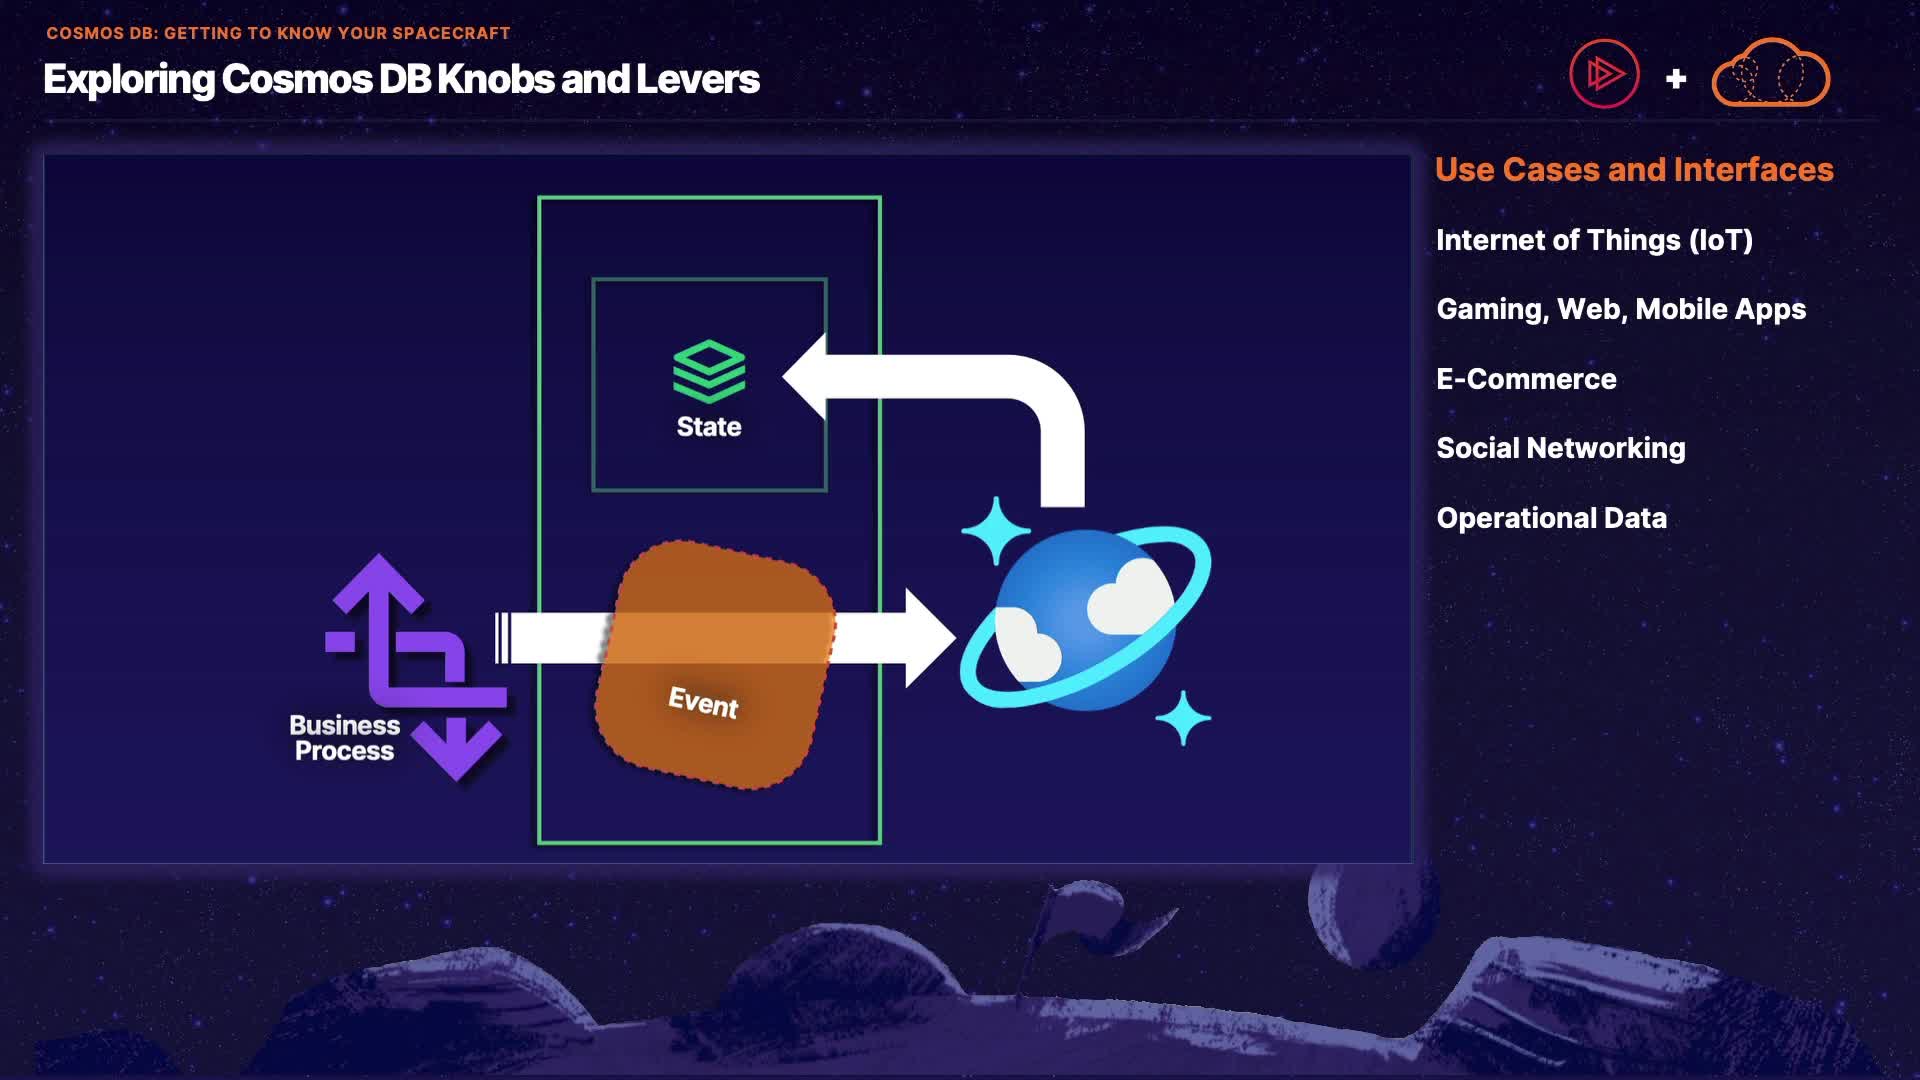 COSMOS DB: GETTING TO KNOW YOUR SPACECRAFT
Exploring Cosmos DB Knobs and Levers
+
State
Event
Business
Process
Use Cases and Interfaces
Internet of Things (IoT)
Gaming, Web, Mobile Apps
E-Commerce
Social Networking
Operational Data